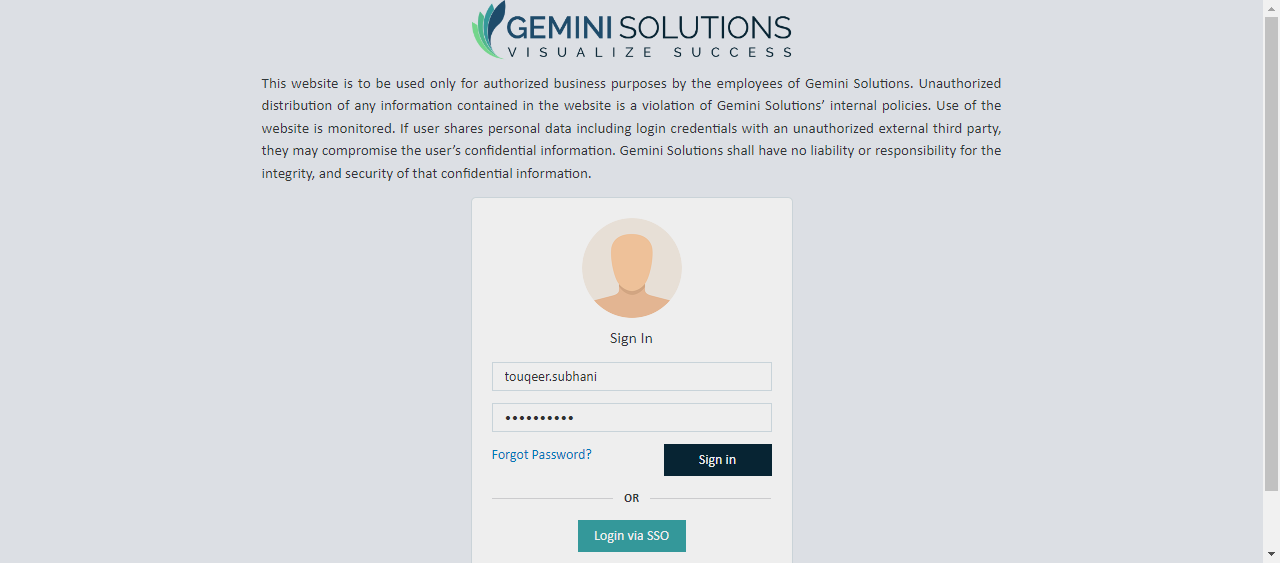 GEMINI SOLUTIONS
VISUALIZE SUCCESS
This website is to be used only for authorized business purposes by the employees of Gemini Solutions. Unauthorized
distribution of any information contained in the website is a violation of Gemini Solutions’ internal policies. Use of the
website is monitored. If user shares personal data including login credentials with an unauthorized external third party,
they may compromise the user’s confidential information. Gemini Solutions shall have no liability or responsibility for the
integrity, and security of that confidential information.
Sign In
touqeer.subhani
••••••••••
Forgot Password?
Sign in
OR
Login via SSO